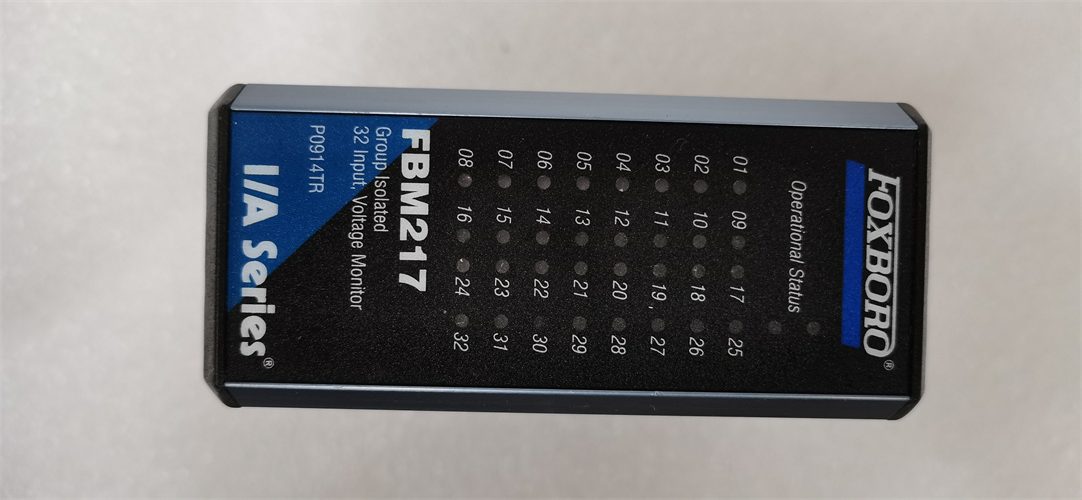 FOXBORO®
Operational Status
01 09 17 25
02 10 18 26
03 11 19 27
04 12 20 28
05 13 21 29
06 14 22 30
07 15 23 31
08 16 24 32
FBM217
Group Isolated
32 Input, Voltage Monitor
P0914TR
I/A Series®